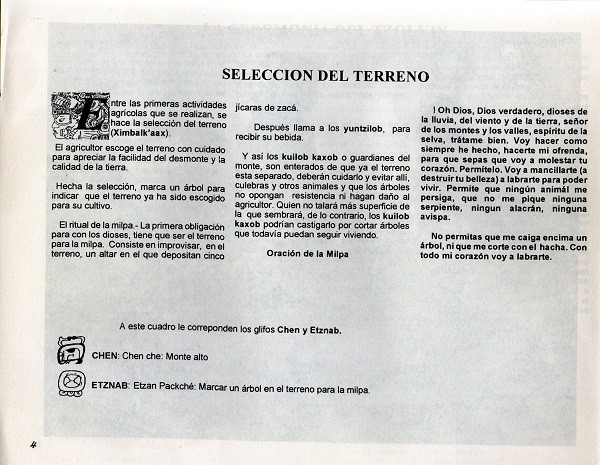 SELECCION DEL TERRENO
Entre las primeras actividades
agrícolas que se realizan, se
hace la selección del terreno
(Ximbalk'aax).
El agricultor escoge el terreno con cuidado
para apreciar la facilidad del desmonte y la
calidad de la tierra.
Hecha la selección, marca un árbol para
indicar que el terreno ya ha sido escogido
para su cultivo.
El ritual de la milpa.- La primera obligación
para con los dioses, tiene que ser el terreno
para la milpa. Consiste en improvisar, en el
terreno, un altar en el que depositan cinco
jícaras de zacá.
Después llama a los yuntzilob, para
recibir su bebida.
Y así los kuilob kaxob o guardianes del
monte, son enterados de que ya el terreno
esta separado, deberán cuidarlo y evitar allí,
culebras y otros animales y que los árboles
no opongan resistencia ni hagan daño al
agricultor. Quien no talará más superficie de
la que sembrará, de lo contrario, los kuilob
kaxob podrían castigarlo por cortar árboles
que todavía puedan seguir viviendo.
Oración de la Milpa
! Oh Dios, Dios verdadero, dioses de
la lluvia, del viento y de la tierra, señor
de los montes y los valles, espíritu de la
selva, trátame bien. Voy hacer como
siempre he hecho, hacerte mi ofrenda,
para que sepas que voy a molestar tu
corazón. Permítelo. Voy a mancillarte (a
destruir tu belleza) a labrarte para poder
vivir. Permite que ningún animál me
persiga, que no me pique ninguna
serpiente, ningun alacrán, ninguna
avispa.
No permitas que me caiga encima un
árbol, ni que me corte con el hacha. Con
todo mi corazón voy a labrarte.
A este cuadro le correponden los glifos Chen y Etznab.
CHEN: Chen che: Monte alto
ETZNAB: Etzan Packché: Marcar un árbol en el terreno para la milpa.
4